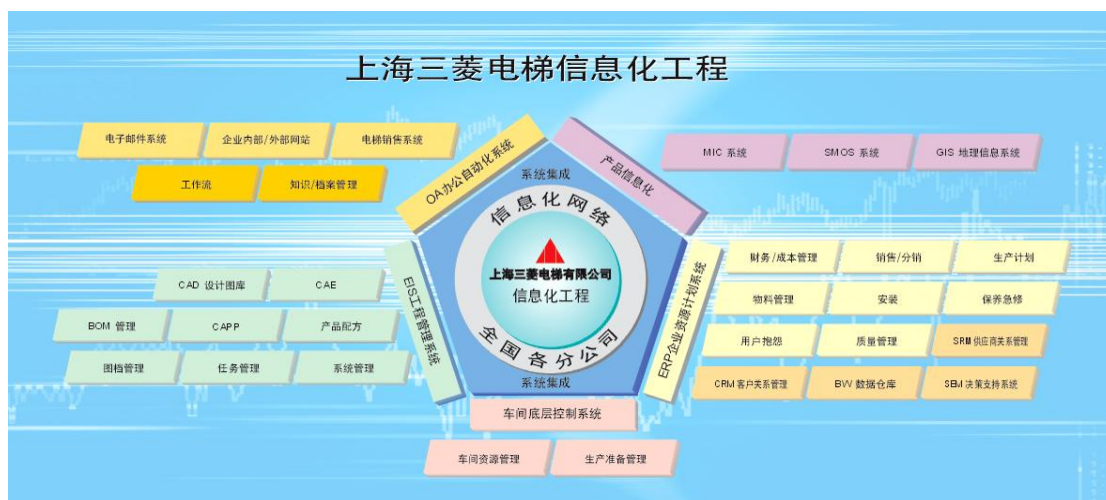 上海三菱电梯信息化工程
电子邮件系统
企业内部/外部网站
电梯销售系统
工作流
知识/档案管理
OA办公自动化系统
产品信息化
MIC 系统
SMOS 系统
GIS 地理信息系统
系统集成
信息化网络
上海三菱电梯有限公司
信息化工程
全国各分公司
系统集成
EIS工程管理系统
CAD 设计图库
CAE
BOM 管理
CAPP
产品配方
图档管理
任务管理
系统管理
ERP企业资源计划系统
财务/成本管理
销售/分销
生产计划
物料管理
安装
保养急修
用户抱怨
质量管理
SRM 供应商关系管理
CRM 客户关系管理
BW 数据仓库
SEM 决策支持系统
车间底层控制系统
车间资源管理
生产准备管理